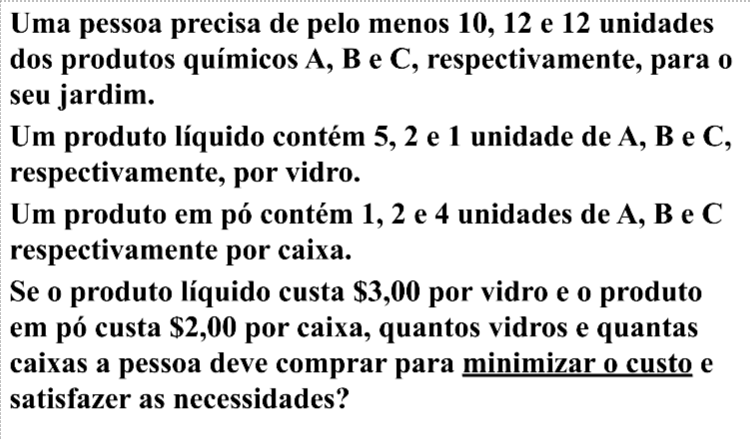 Uma pessoa precisa de pelo menos 10, 12 e 12 unidades
dos produtos químicos A, B e C, respectivamente, para o
seu jardim.
Um produto líquido contém 5, 2 e 1 unidade de A, B e C,
respectivamente, por vidro.
Um produto em pó contém 1, 2 e 4 unidades de A, B e C
respectivamente por caixa.
Se o produto líquido custa $3,00 por vidro e o produto
em pó custa $2,00 por caixa, quantos vidros e quantas
caixas a pessoa deve comprar para minimizar o custo e
satisfazer as necessidades?